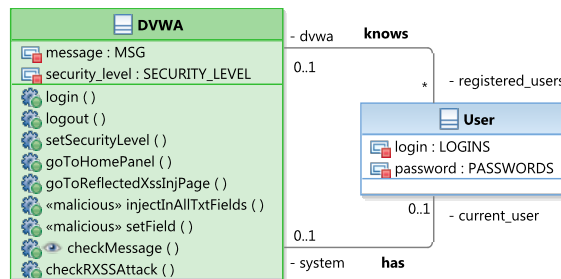 DVWA
message : MSG
security_level : SECURITY_LEVEL
login ( )
logout ( )
setSecurityLevel ( )
goToHomePanel ( )
goToReflectedXssInjPage ( )
«malicious» injectInAllTxtFields ( )
«malicious» setField ( )
checkMessage ( )
checkRXSSAttack ( )
- dvwa
knows
0..1
*
- registered_users
User
login : LOGINS
password : PASSWORDS
0..1
- current_user
0..1
- system
has